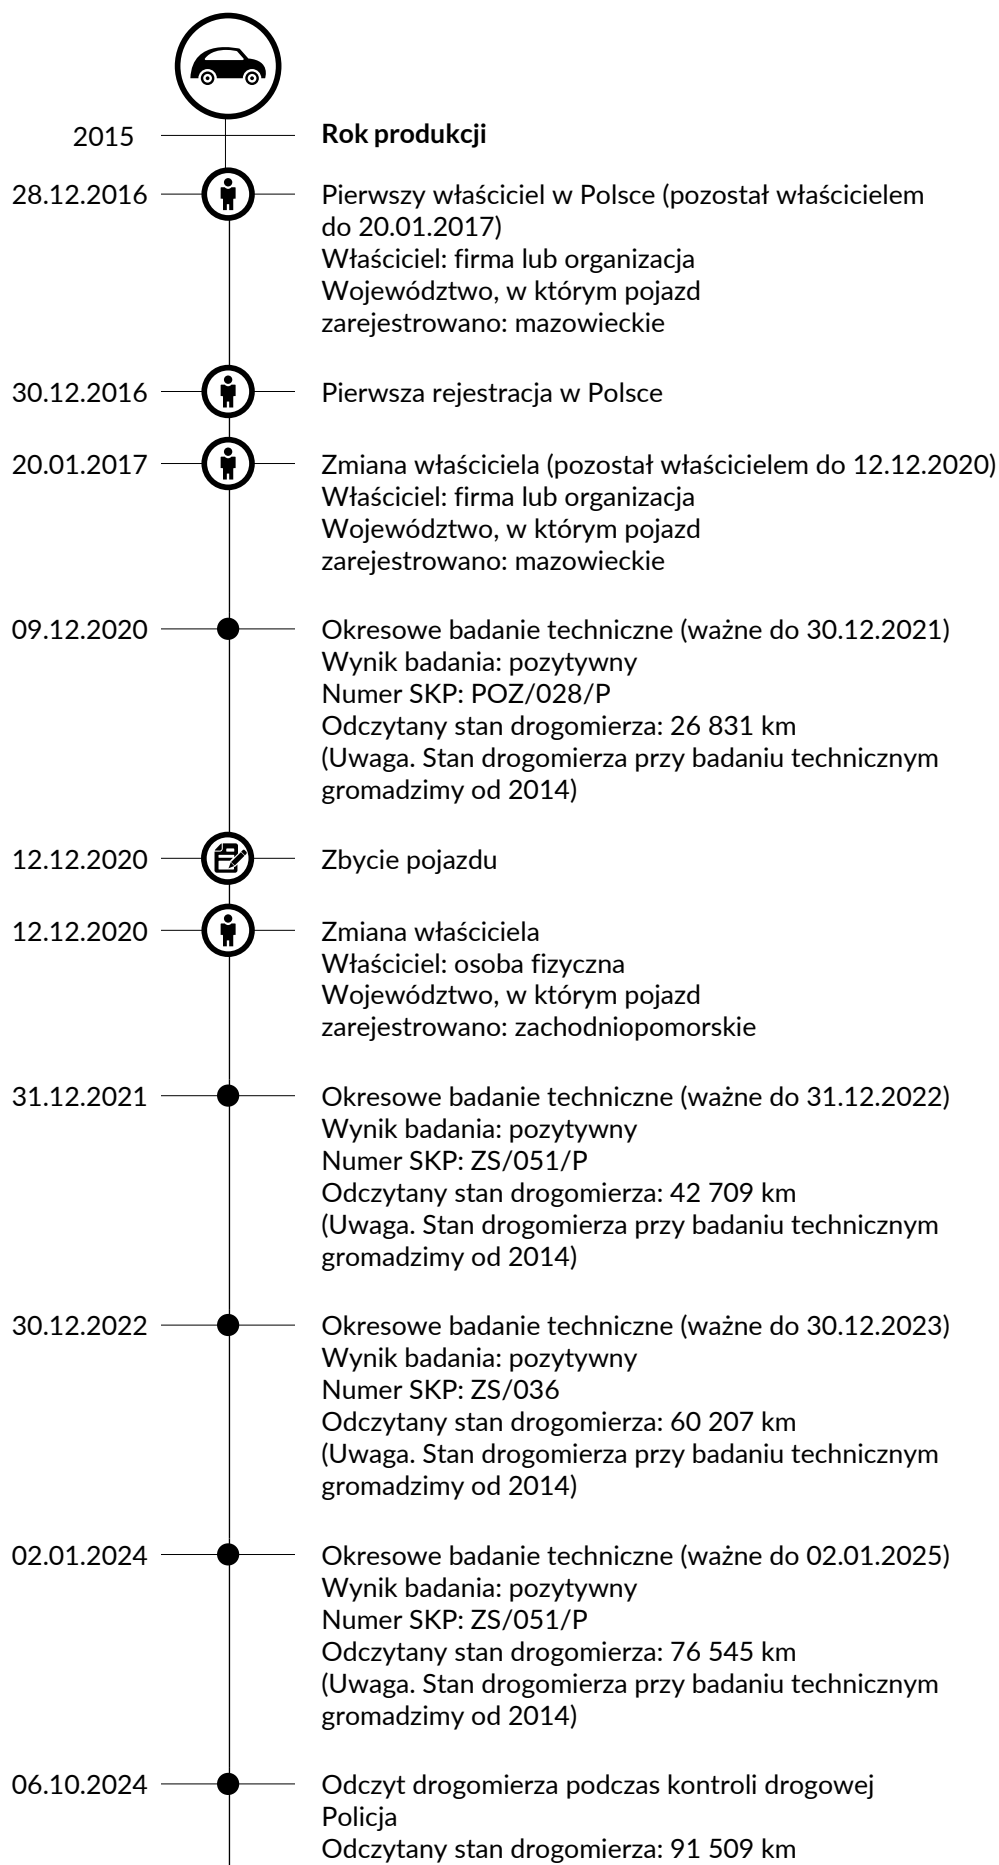 2015 Rok produkcji
28.12.2016 Pierwszy właściciel w Polsce (pozostał właścicielem
do 20.01.2017)
Właściciel: firma lub organizacja
Województwo, w którym pojazd
zarejestrowano: mazowieckie
30.12.2016 Pierwsza rejestracja w Polsce
20.01.2017 Zmiana właściciela (pozostał właścicielem do 12.12.2020)
Właściciel: firma lub organizacja
Województwo, w którym pojazd
zarejestrowano: mazowieckie
09.12.2020 Okresowe badanie techniczne (ważne do 30.12.2021)
Wynik badania: pozytywny
Numer SKP: POZ/028/P
Odczytany stan drogomierza: 26 831 km
(Uwaga. Stan drogomierza przy badaniu technicznym
gromadzimy od 2014)
12.12.2020 Zbycie pojazdu
12.12.2020 Zmiana właściciela
Właściciel: osoba fizyczna
Województwo, w którym pojazd
zarejestrowano: zachodniopomorskie
31.12.2021 Okresowe badanie techniczne (ważne do 31.12.2022)
Wynik badania: pozytywny
Numer SKP: ZS/051/P
Odczytany stan drogomierza: 42 709 km
(Uwaga. Stan drogomierza przy badaniu technicznym
gromadzimy od 2014)
30.12.2022 Okresowe badanie techniczne (ważne do 30.12.2023)
Wynik badania: pozytywny
Numer SKP: ZS/036
Odczytany stan drogomierza: 60 207 km
(Uwaga. Stan drogomierza przy badaniu technicznym
gromadzimy od 2014)
02.01.2024 Okresowe badanie techniczne (ważne do 02.01.2025)
Wynik badania: pozytywny
Numer SKP: ZS/051/P
Odczytany stan drogomierza: 76 545 km
(Uwaga. Stan drogomierza przy badaniu technicznym
gromadzimy od 2014)
06.10.2024 Odczyt drogomierza podczas kontroli drogowej
Policja
Odczytany stan drogomierza: 91 509 km